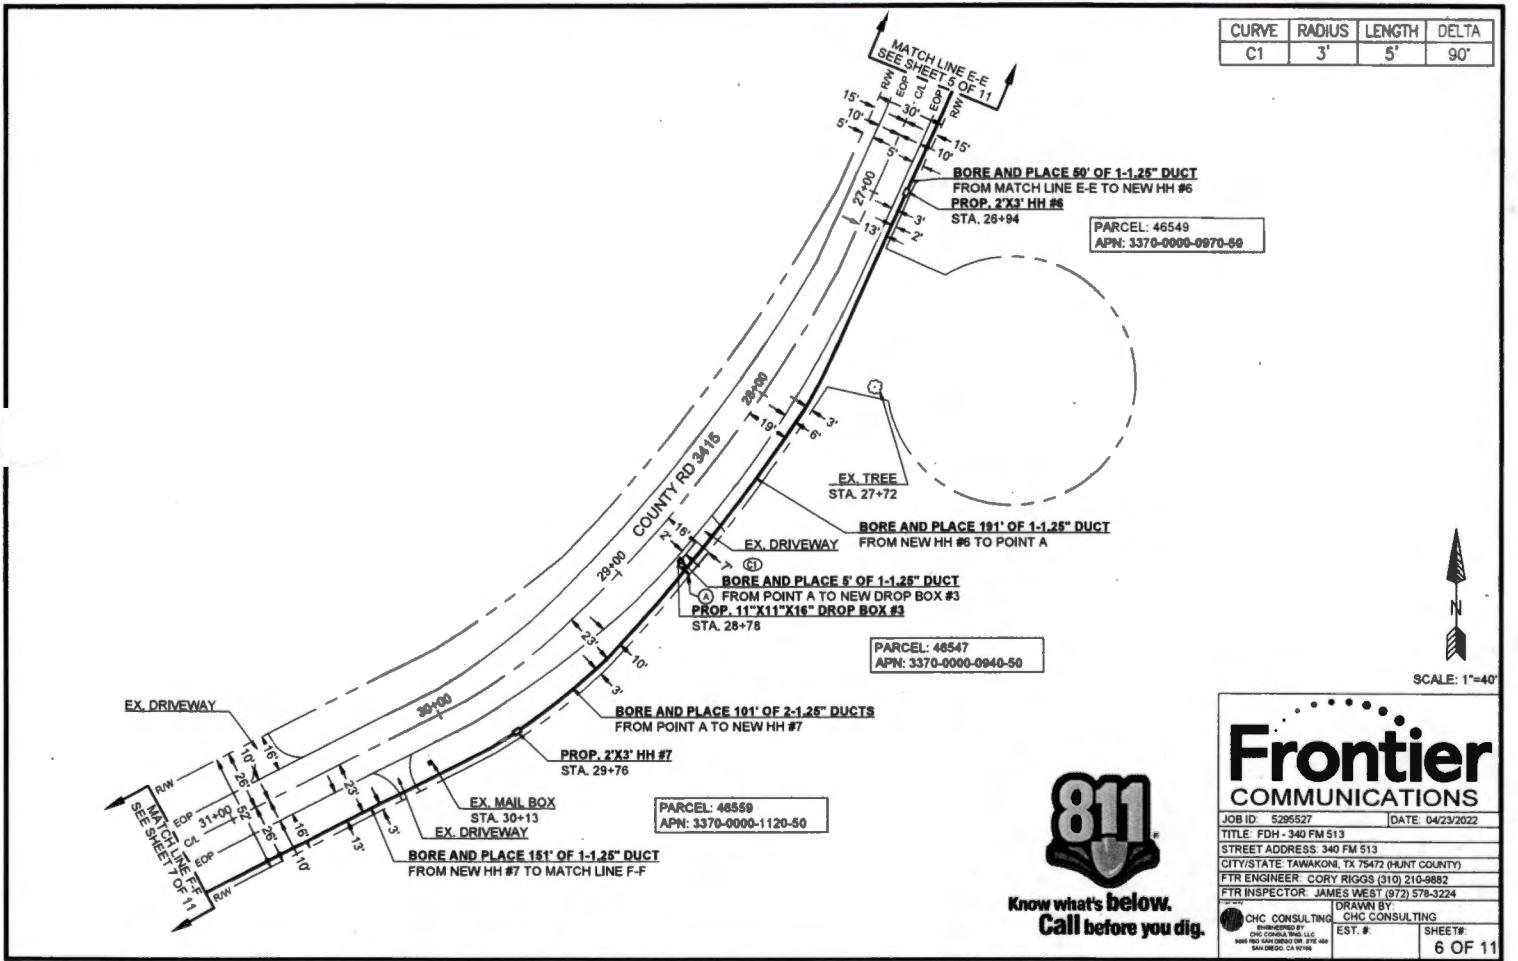 CURVE RADIUS LENGTH DELTA
C1 3' 5' 90°
MATCH LINE E-E
SEE SHEET 5 OF 11
R/W EOP C/L EOP R/W
15' 30'
10'
5' 5'
15'
10'
27+00
BORE AND PLACE 50' OF 1-1.25" DUCT
FROM MATCH LINE E-E TO NEW HH #6
PROP. 2'X3' HH #6
STA. 26+94
13' 3'
2'
PARCEL: 46549
APN: 3370-0000-0970-50
28+00
19' 3'
6'
COUNTY RD 3415
EX. TREE
STA. 27+72
BORE AND PLACE 191' OF 1-1.25" DUCT
FROM NEW HH #6 TO POINT A
16'
2'
7'
EX. DRIVEWAY
C1
29+00
BORE AND PLACE 5' OF 1-1.25" DUCT
FROM POINT A TO NEW DROP BOX #3
A
PROP. 11"X11"X16" DROP BOX #3
STA. 28+78
23'
10'
3'
PARCEL: 46547
APN: 3370-0000-0940-50
N
SCALE: 1"=40'
EX. DRIVEWAY
30+00
BORE AND PLACE 101' OF 2-1.25" DUCTS
FROM POINT A TO NEW HH #7
PROP. 2'X3' HH #7
STA. 29+76
16'
10'
26'
52'
26'
16'
10'
23'
3'
13'
R/W
EOP
31+00
C/L
EOP
R/W
MATCH LINE F-F
SEE SHEET 7 OF 11
EX. MAIL BOX
STA. 30+13
EX. DRIVEWAY
PARCEL: 46559
APN: 3370-0000-1120-50
BORE AND PLACE 151' OF 1-1.25" DUCT
FROM NEW HH #7 TO MATCH LINE F-F
811
Know what's below.
Call before you dig.
Frontier
COMMUNICATIONS
JOB ID: 5295527 DATE: 04/23/2022
TITLE: FDH - 340 FM 513
STREET ADDRESS: 340 FM 513
CITY/STATE: TAWAKONI, TX 75472 (HUNT COUNTY)
FTR ENGINEER: CORY RIGGS (310) 210-9882
FTR INSPECTOR: JAMES WEST (972) 578-3224
CHC CONSULTING
ENGINEERED BY
CHC CONSULTING, LLC
SAN DIEGO, CA
DRAWN BY:
CHC CONSULTING
EST. #:
SHEET#:
6 OF 11